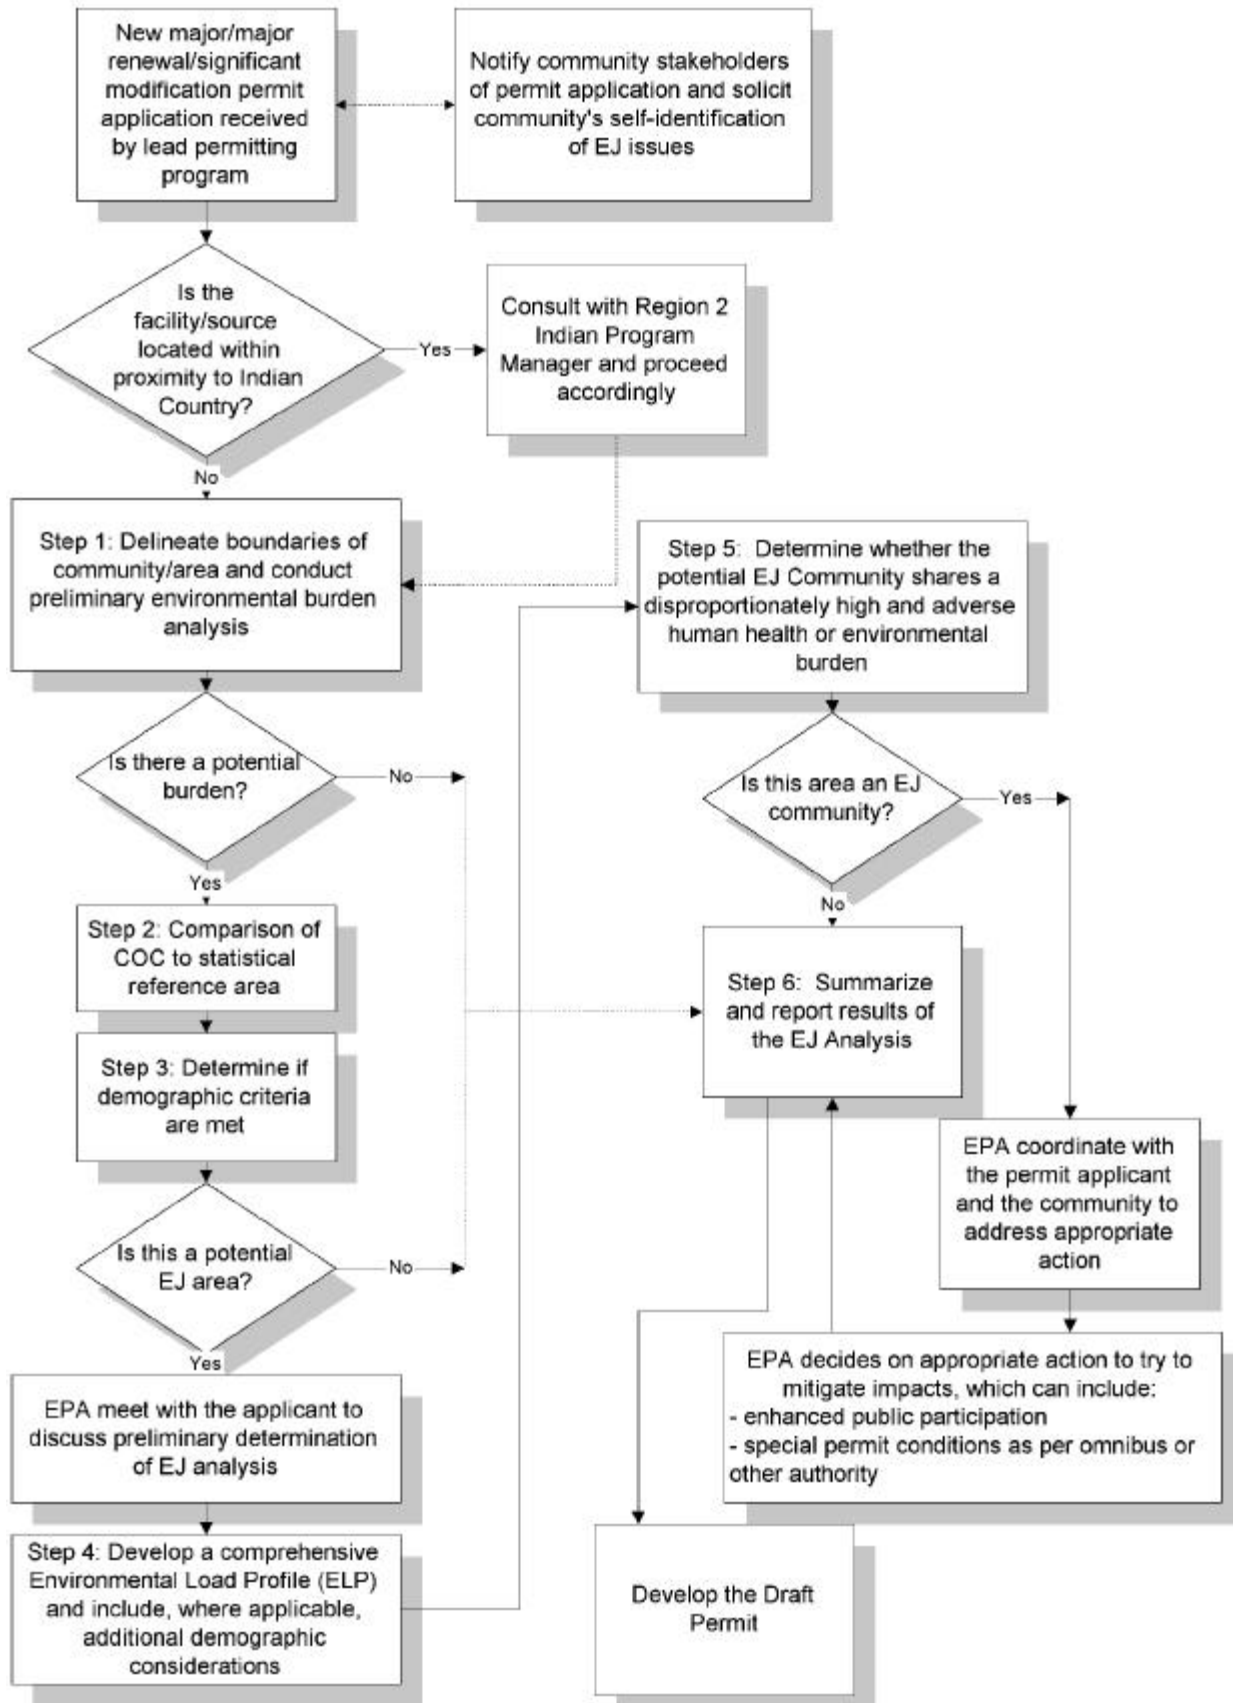 New major/major
renewal/significant
modification permit
application received
by lead permitting
program
Notify community stakeholders
of permit application and solicit
community's self-identification
of EJ issues
Is the
facility/source
located within
proximity to Indian
Country?
Yes
Consult with Region 2
Indian Program
Manager and proceed
accordingly
No
Step 1: Delineate boundaries of
community/area and conduct
preliminary environmental burden
analysis
Is there a potential
burden?
No
Yes
Step 2: Comparison of
COC to statistical
reference area
Step 3: Determine if
demographic criteria
are met
Is this a potential
EJ area?
No
Yes
EPA meet with the applicant to
discuss preliminary determination
of EJ analysis
Step 4: Develop a comprehensive
Environmental Load Profile (ELP)
and include, where applicable,
additional demographic
considerations
Step 5: Determine whether the
potential EJ Community shares a
disproportionately high and adverse
human health or environmental
burden
Is this area an EJ
community?
Yes
No
Step 6: Summarize
and report results of
the EJ Analysis
EPA coordinate with
the permit applicant
and the community to
address appropriate
action
EPA decides on appropriate action to try to
mitigate impacts, which can include:
- enhanced public participation
- special permit conditions as per omnibus or
other authority
Develop the Draft
Permit